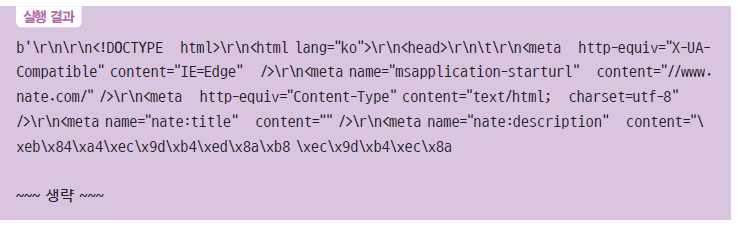 실행 결과
b'\r\n\r\n<!DOCTYPE html>\r\n<html lang="ko">\r\n<head>\r\n\t\r\n<meta http-equiv="X-UA-
Compatible" content="IE=Edge" />\r\n<meta name="msapplication-starturl" content="//www.
nate.com/" />\r\n<meta http-equiv="Content-Type" content="text/html; charset=utf-8"
/>\r\n<meta name="nate:title" content="" />\r\n<meta name="nate:description" content="\
xeb\x84\xa4\xec\x9d\xb4\xed\x8a\xb8 \xec\x9d\xb4\xec\x8a
~~~ 생략 ~~~